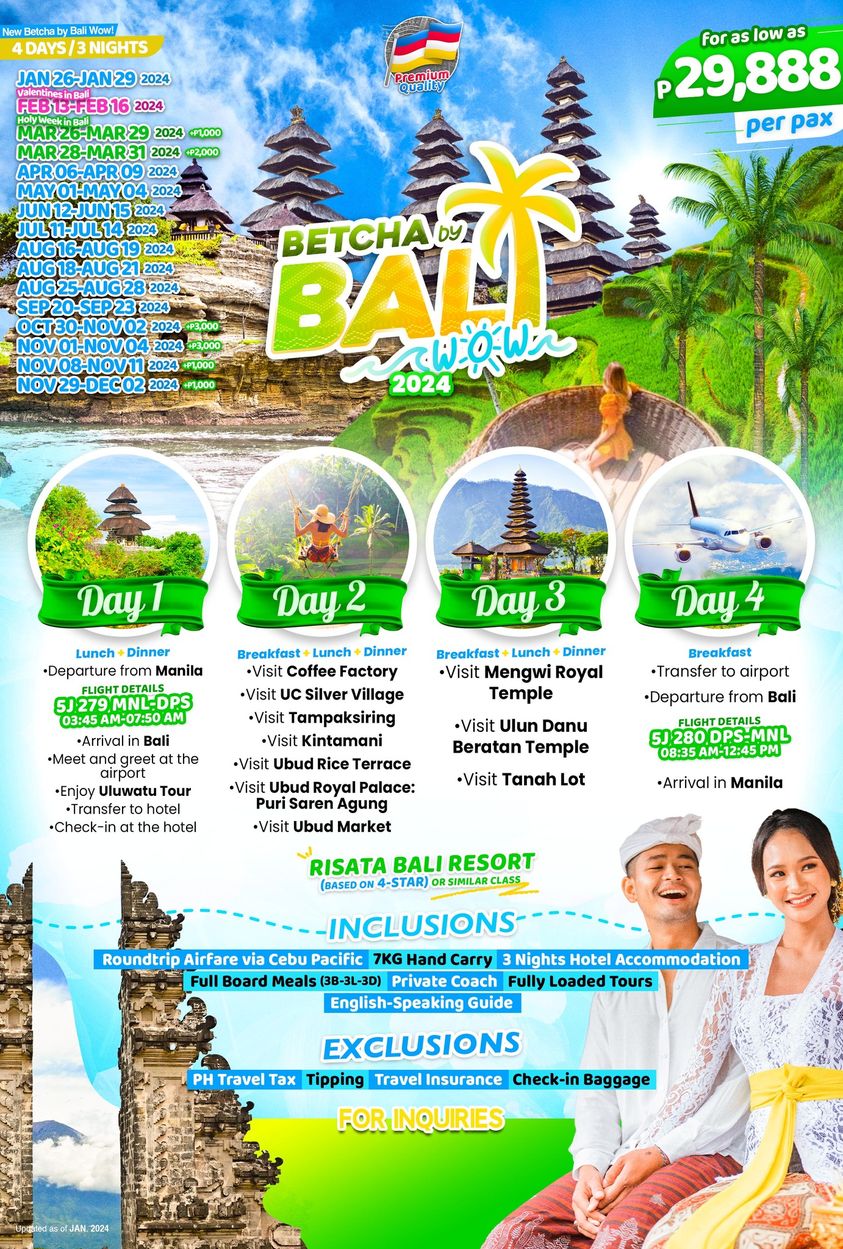 New Betcha by Bali Wow!
4 DAYS / 3 NIGHTS
JAN 26-JAN 29 2024
Valentines in Bali
FEB 13-FEB 16 2024
Holy Week in Bali
MAR 26-MAR 29 2024 +₱1,000
MAR 28-MAR 31 2024 +₱2,000
APR 06-APR 09 2024
MAY 01-MAY 04 2024
JUN 12-JUN 15 2024
JUL 11-JUL 14 2024
AUG 16-AUG 19 2024
AUG 18-AUG 21 2024
AUG 25-AUG 28 2024
SEP 20-SEP 23 2024
OCT 30-NOV 02 2024 +₱3,000
NOV 01-NOV 04 2024 +₱3,000
NOV 08-NOV 11 2024 +₱1,000
NOV 29-DEC 02 2024 +₱1,000
Premium
Quality
for as low as
P29,888
per pax
BETCHA by
BALI
WOW
2024
Day 1
Lunch + Dinner
•Departure from Manila
FLIGHT DETAILS
5J 279 MNL-DPS
03:45 AM-07:50 AM
•Arrival in Bali
•Meet and greet at the
airport
•Enjoy Uluwatu Tour
•Transfer to hotel
•Check-in at the hotel
Day 2
Breakfast + Lunch + Dinner
•Visit Coffee Factory
•Visit UC Silver Village
•Visit Tampaksiring
•Visit Kintamani
•Visit Ubud Rice Terrace
•Visit Ubud Royal Palace:
Puri Saren Agung
•Visit Ubud Market
Day 3
Breakfast + Lunch + Dinner
•Visit Mengwi Royal
Temple
•Visit Ulun Danu
Beratan Temple
•Visit Tanah Lot
Day 4
Breakfast
•Transfer to airport
•Departure from Bali
FLIGHT DETAILS
5J 280 DPS-MNL
08:35 AM-12:45 PM
•Arrival in Manila
RISATA BALI RESORT
(BASED ON 4-STAR) OR SIMILAR CLASS
INCLUSIONS
Roundtrip Airfare via Cebu Pacific 7KG Hand Carry 3 Nights Hotel Accommodation
Full Board Meals (3B-3L-3D) Private Coach Fully Loaded Tours
English-Speaking Guide
EXCLUSIONS
PH Travel Tax Tipping Travel Insurance Check-in Baggage
FOR INQUIRIES
Updated as of JAN. 2024